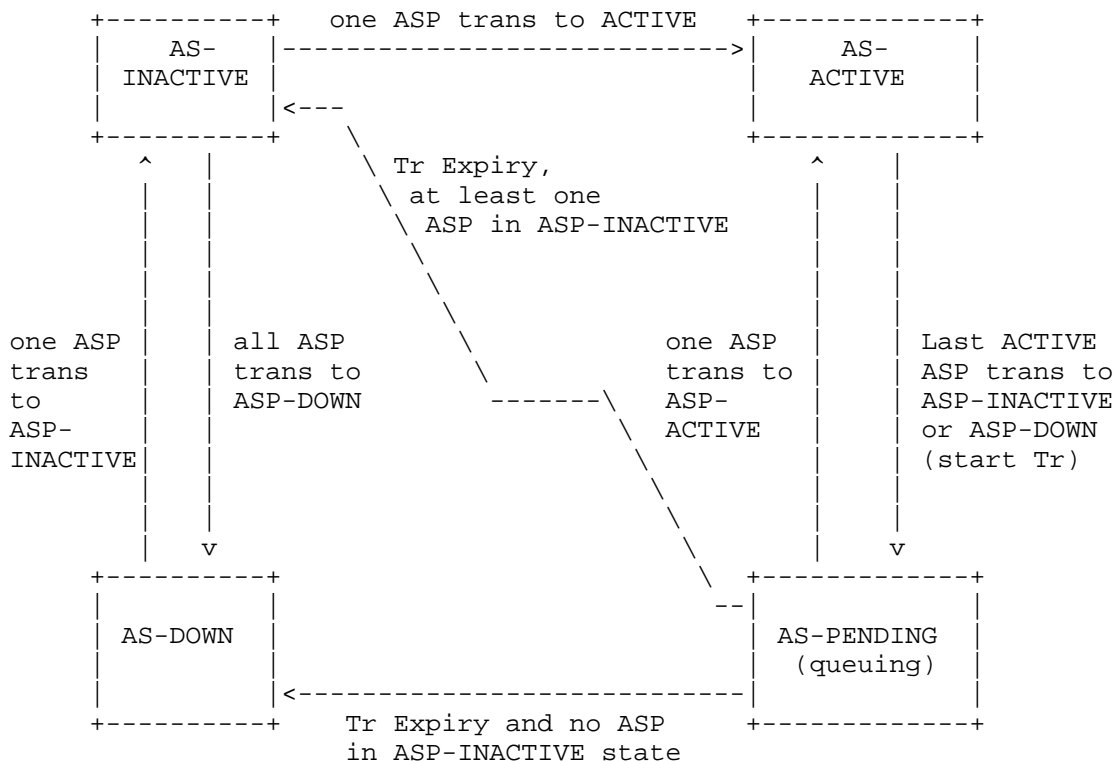 one ASP trans to ACTIVE
AS-
INACTIVE
AS-
ACTIVE
Tr Expiry,
at least one
ASP in ASP-INACTIVE
one ASP
trans
to
ASP-
INACTIVE
all ASP
trans to
ASP-DOWN
one ASP
trans to
ASP-
ACTIVE
Last ACTIVE
ASP trans to
ASP-INACTIVE
or ASP-DOWN
(start Tr)
AS-DOWN
AS-PENDING
(queuing)
Tr Expiry and no ASP
in ASP-INACTIVE state